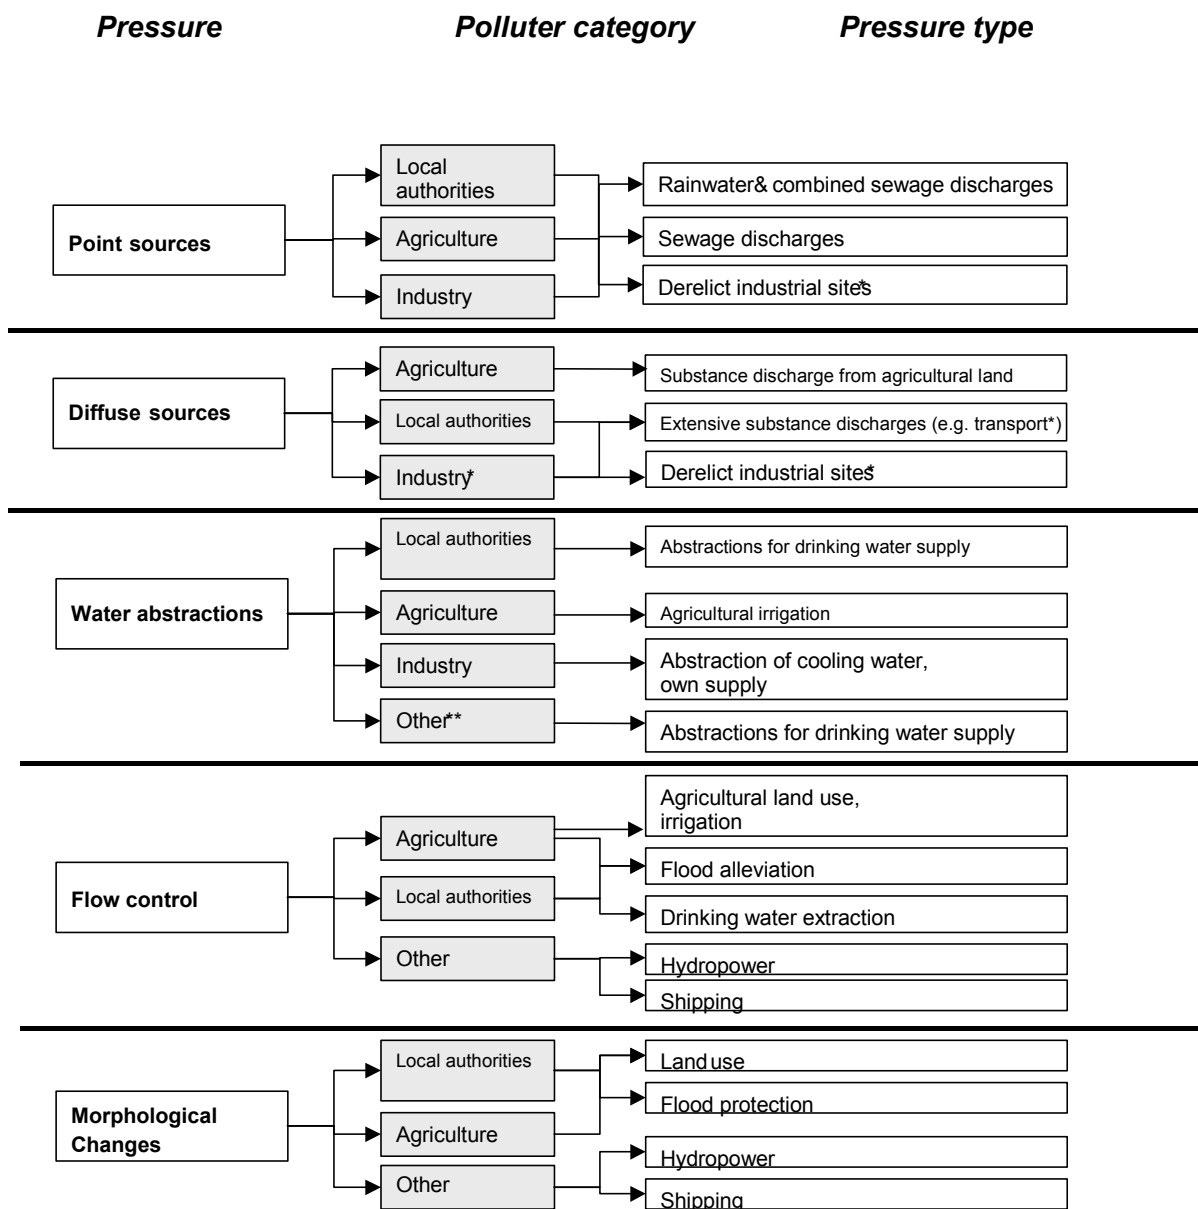 Pressure
Polluter category
Pressure type
Point sources
Local
authorities
Agriculture
Industry
Rainwater& combined sewage discharges
Sewage discharges
Derelict industrial sites*
Diffuse sources
Agriculture
Local authorities
Industry*
Substance discharge from agricultural land
Extensive substance discharges (e.g. transport*)
Derelict industrial sites*
Water abstractions
Local authorities
Agriculture
Industry
Other**
Abstractions for drinking water supply
Agricultural irrigation
Abstraction of cooling water,
own supply
Abstractions for drinking water supply
Flow control
Agriculture
Local authorities
Other
Agricultural land use,
irrigation
Flood alleviation
Drinking water extraction
Hydropower
Shipping
Morphological
Changes
Local authorities
Agriculture
Other
Land use
Flood protection
Hydropower
Shipping